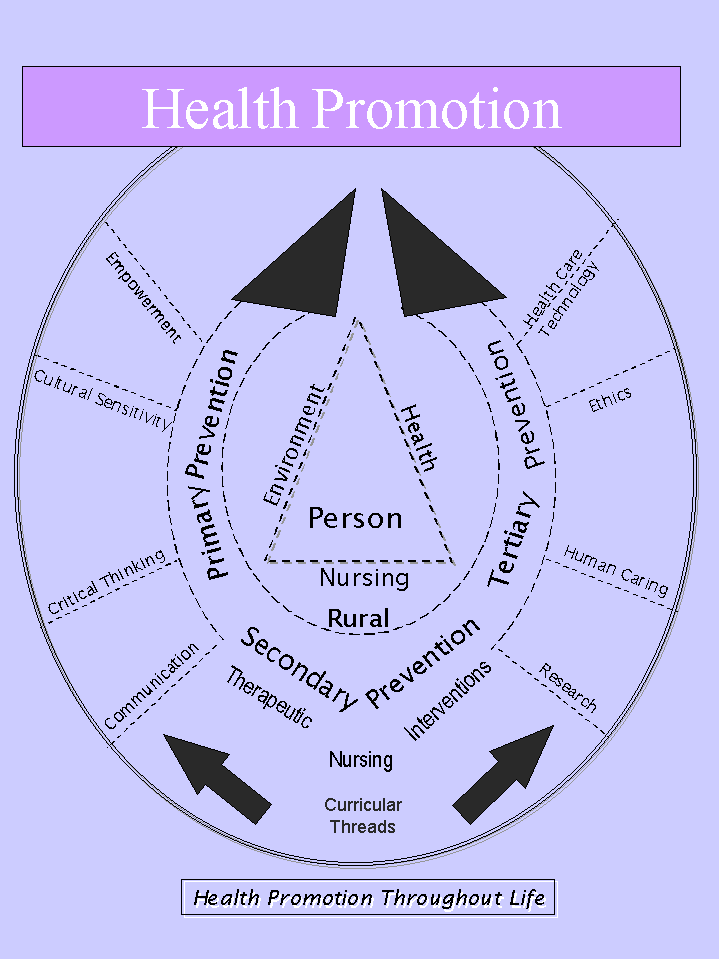 Health Promotion
Empowerment
Health Care
Technology
Cultural Sensitivity
Ethics
Primary Prevention
Tertiary Prevention
Environment
Health
Person
Nursing
Rural
Critical Thinking
Human Caring
Secondary Prevention
Communication
Research
Therapeutic
Interventions
Nursing
Curricular
Threads
Health Promotion Throughout Life